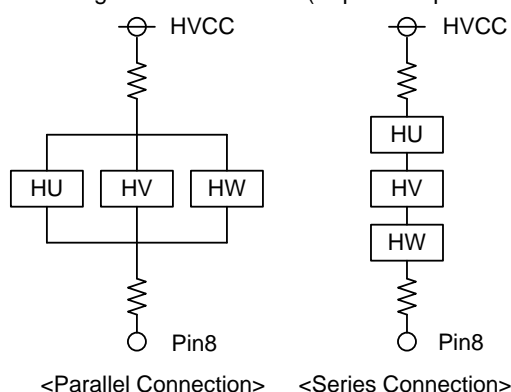 HVCC HVCC
HU
HU HV HW HV
HW
Pin8 Pin8
<Parallel Connection> <Series Connection>